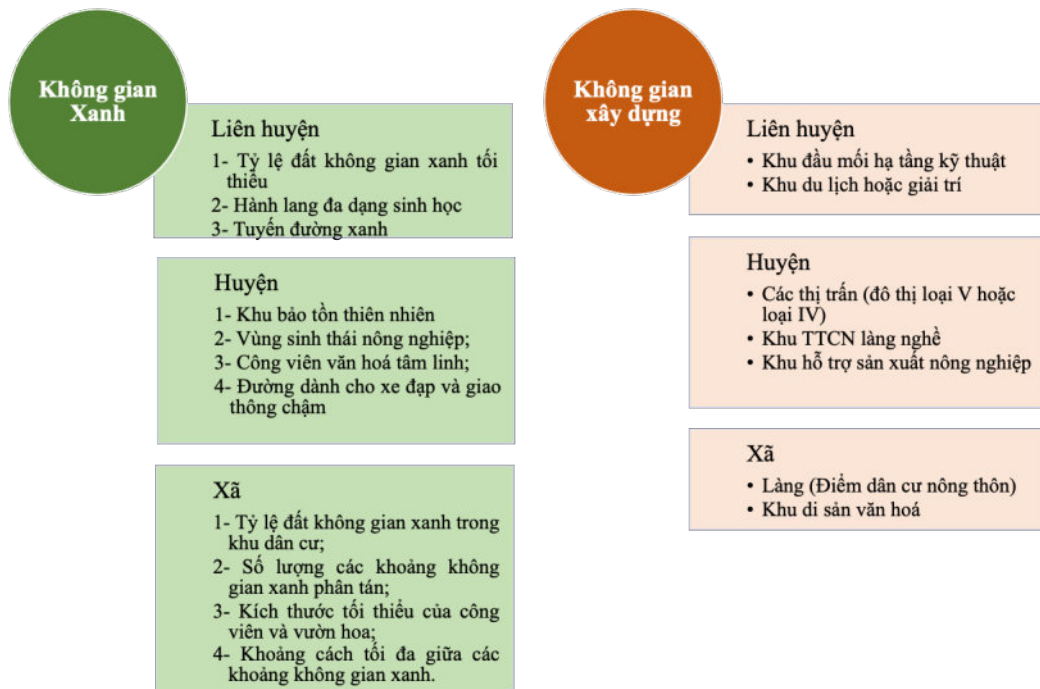 Không gian
Xanh
Liên huyện
1- Tỷ lệ đất không gian xanh tối
thiểu
2- Hành lang đa dạng sinh học
3- Tuyến đường xanh
Huyện
1- Khu bảo tồn thiên nhiên
2- Vùng sinh thái nông nghiệp;
3- Công viên văn hoá tâm linh;
4- Đường dành cho xe đạp và giao
thông chậm
Xã
1- Tỷ lệ đất không gian xanh trong
khu dân cư;
2- Số lượng các khoảng không
gian xanh phân tán;
3- Kích thước tối thiểu của công
viên và vườn hoa;
4- Khoảng cách tối đa giữa các
khoảng không gian xanh.
Không gian
xây dựng
Liên huyện
• Khu đầu mối hạ tầng kỹ thuật
• Khu du lịch hoặc giải trí
Huyện
• Các thị trấn (đô thị loại V hoặc
loại IV)
• Khu TTCN làng nghề
• Khu hỗ trợ sản xuất nông nghiệp
Xã
• Làng (Điểm dân cư nông thôn)
• Khu di sản văn hoá